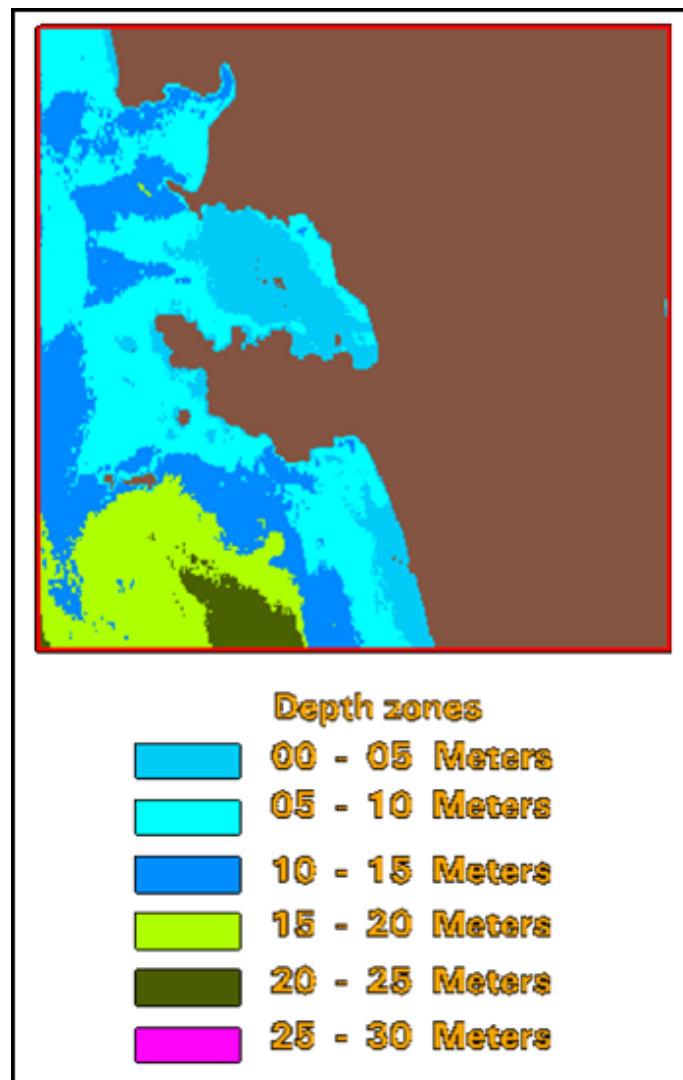 Depth zones
00 - 05 Meters
05 - 10 Meters
10 - 15 Meters
15 - 20 Meters
20 - 25 Meters
25 - 30 Meters